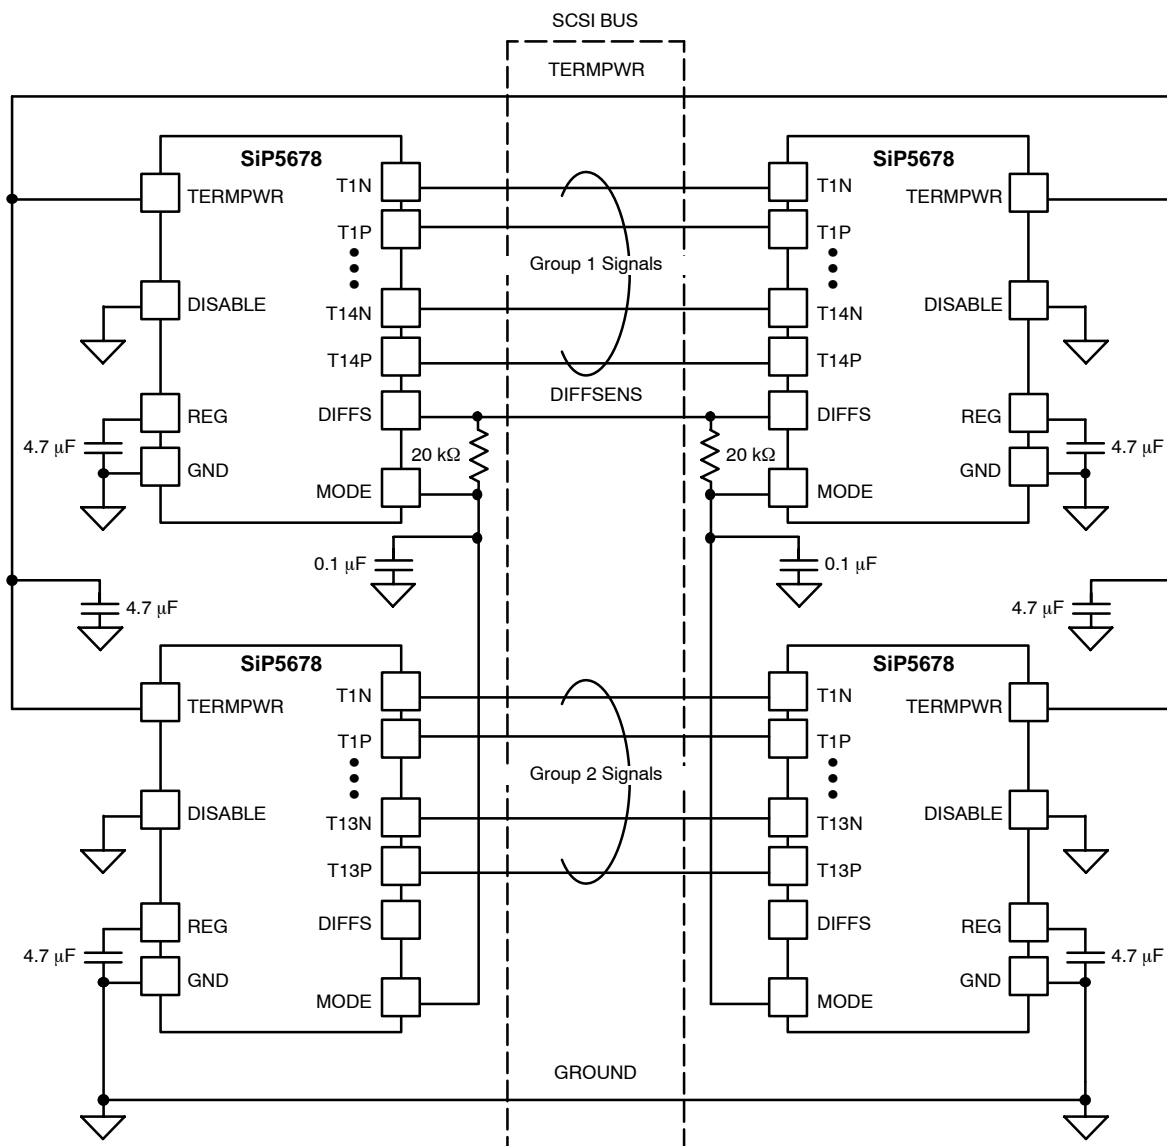 SCSI BUS
TERMPWR
SiP5678
TERMPWR
DISABLE
REG
GND
4.7 µF
T1N
T1P
T14N
T14P
DIFFS
MODE
Group 1 Signals
DIFFSENS
20 kΩ
20 kΩ
0.1 µF
0.1 µF
SiP5678
T1N
T1P
T14N
T14P
DIFFS
MODE
TERMPWR
DISABLE
REG
GND
4.7 µF
4.7 µF
4.7 µF
SiP5678
TERMPWR
DISABLE
REG
GND
4.7 µF
T1N
T1P
T13N
T13P
DIFFS
MODE
Group 2 Signals
SiP5678
T1N
T1P
T13N
T13P
DIFFS
MODE
TERMPWR
DISABLE
REG
GND
4.7 µF
GROUND